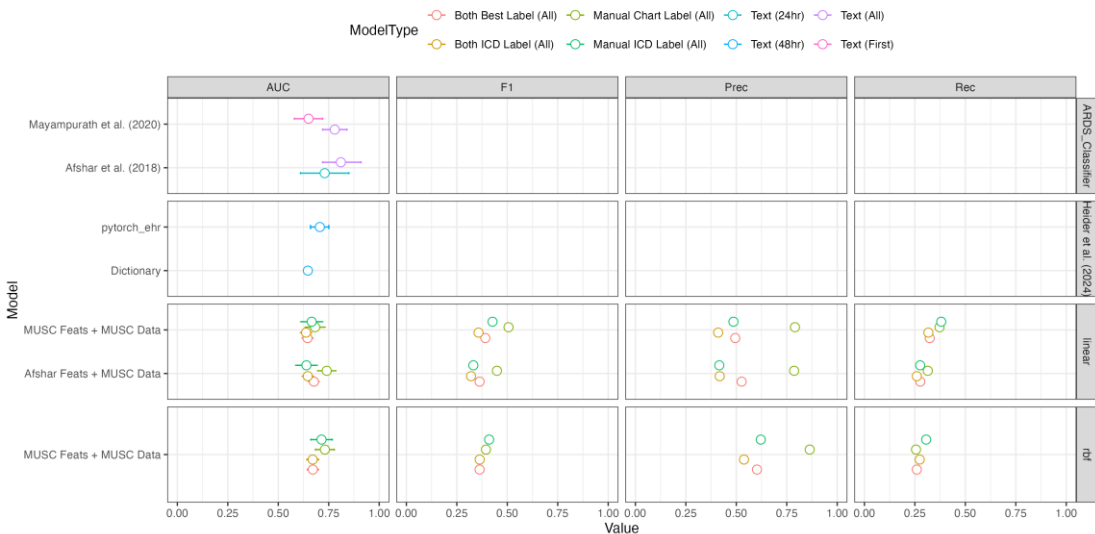 ModelType
Both Best Label (All)
Manual Chart Label (All)
Text (24hr)
Text (All)
Both ICD Label (All)
Manual ICD Label (All)
Text (48hr)
Text (First)
AUC
F1
Prec
Rec
Model
Mayampurath et al. (2020)
Afshar et al. (2018)
ARDS_Classifier
pytorch_ehr
Dictionary
Heider et al. (2024)
MUSC Feats + MUSC Data
Afshar Feats + MUSC Data
linear
MUSC Feats + MUSC Data
rbf
0.00 0.25 0.50 0.75 1.00
0.00 0.25 0.50 0.75 1.00
0.00 0.25 0.50 0.75 1.00
0.00 0.25 0.50 0.75 1.00
Value